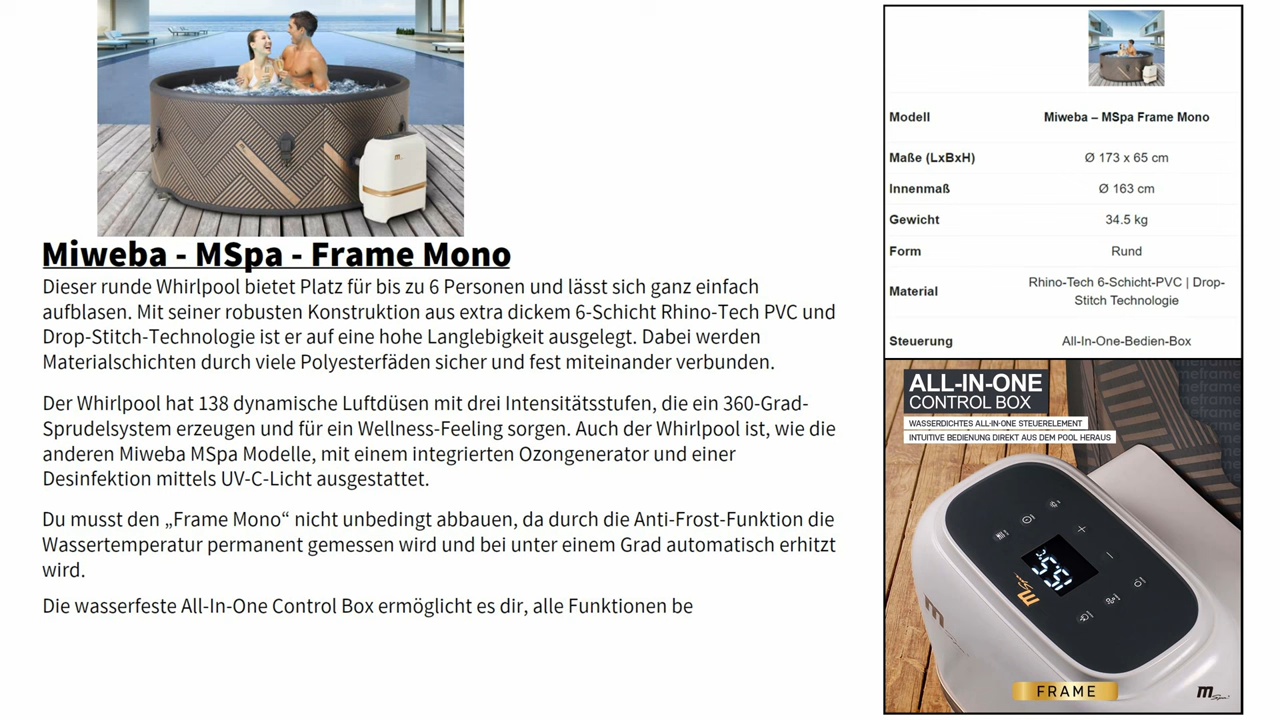 Miweba - MSpa - Frame Mono
Dieser runde Whirlpool bietet Platz für bis zu 6 Personen und lässt sich ganz einfach
aufblasen. Mit seiner robusten Konstruktion aus extra dickem 6-Schicht Rhino-Tech PVC und
Drop-Stitch-Technologie ist er auf eine hohe Langlebigkeit ausgelegt. Dabei werden
Materialschichten durch viele Polyesterfäden sicher und fest miteinander verbunden.
Der Whirlpool hat 138 dynamische Luftdüsen mit drei Intensitätsstufen, die ein 360-Grad-
Sprudelsystem erzeugen und für ein Wellness-Feeling sorgen. Auch der Whirlpool ist, wie die
anderen Miweba MSpa Modelle, mit einem integrierten Ozongenerator und einer
Desinfektion mittels UV-C-Licht ausgestattet.
Du musst den „Frame Mono“ nicht unbedingt abbauen, da durch die Anti-Frost-Funktion die
Wassertemperatur permanent gemessen wird und bei unter einem Grad automatisch erhitzt
wird.
Die wasserfeste All-In-One Control Box ermöglicht es dir, alle Funktionen be
Modell Miweba – MSpa Frame Mono
Maße (LxBxH) Ø 173 x 65 cm
Innenmaß Ø 163 cm
Gewicht 34.5 kg
Form Rund
Material Rhino-Tech 6-Schicht-PVC | Drop-
Stitch Technologie
Steuerung All-In-One-Bedien-Box
ALL-IN-ONE
CONTROL BOX
WASSERDICHTES ALL-IN-ONE STEUERELEMENT
INTUITIVE BEDIENUNG DIREKT AUS DEM POOL HERAUS
FRAME
M Spa